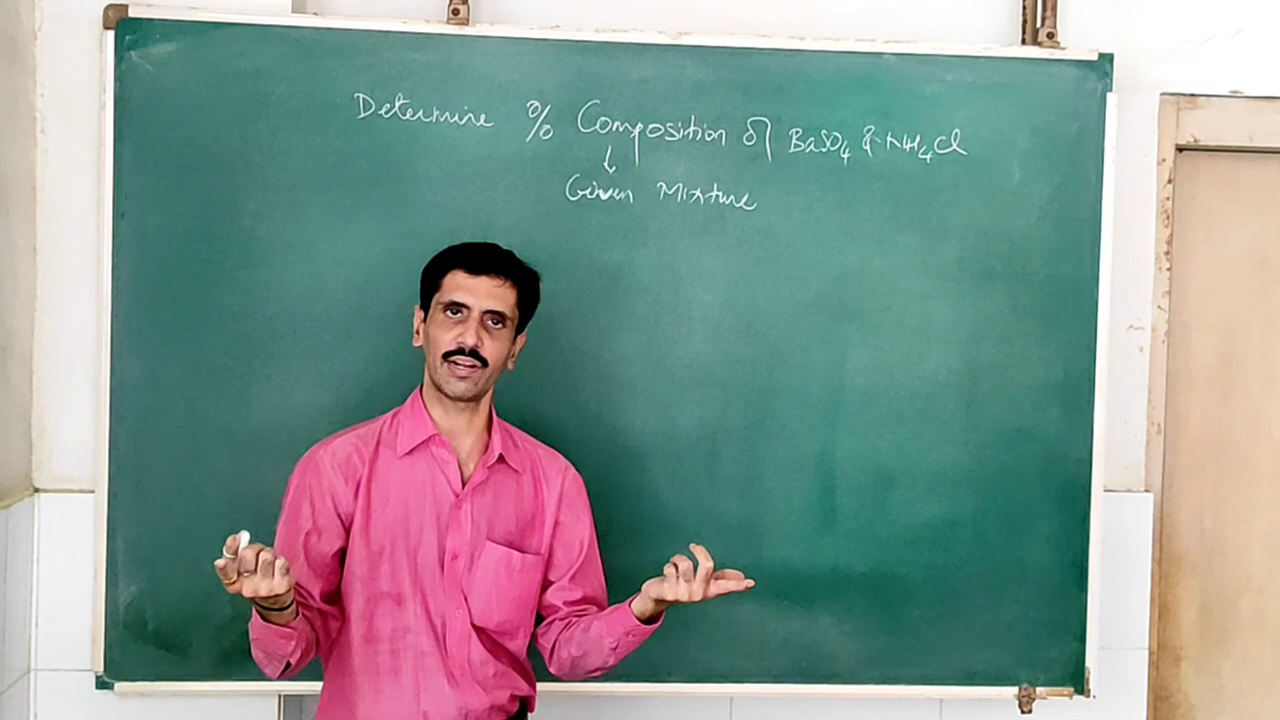 Determine % Composition of BaSO4 & NH4Cl
↓
Given Mixture